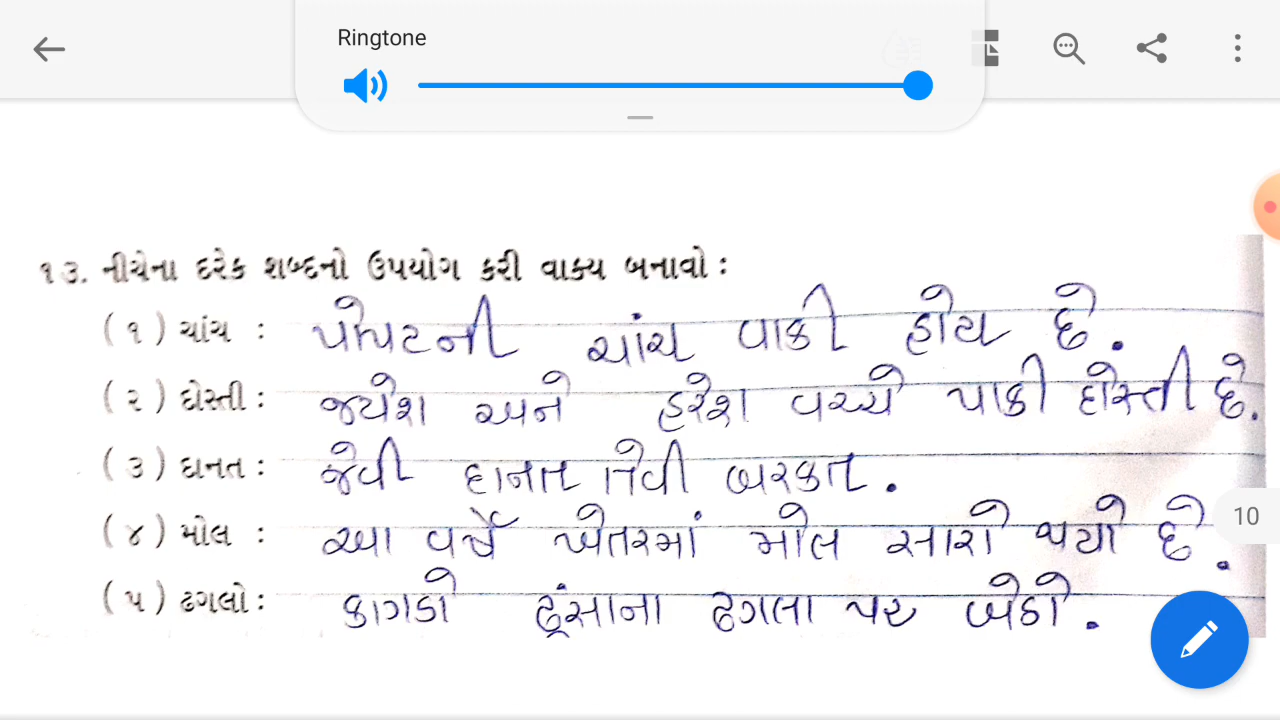 Ringtone
૧૩. નીચેના દરેક શબ્દનો ઉપયોગ કરી વાક્ય બનાવો :
(૧) ચાંચ : પોપટની ચાંચ વાકી હોય છે.
(૨) દોસ્તી : જયેશ અને હરેશ વચ્ચે પાકી દોસ્તી છે.
(૩) દાનત : જેવી દાનત તેવી બરકત.
(૪) મોલ : આ વર્ષે ખેતરમાં મોલ સારો થયો છે.
(૫) ઢગલો : કાગડો ઢૂંસાના ઢગલા પર બેઠો.
10